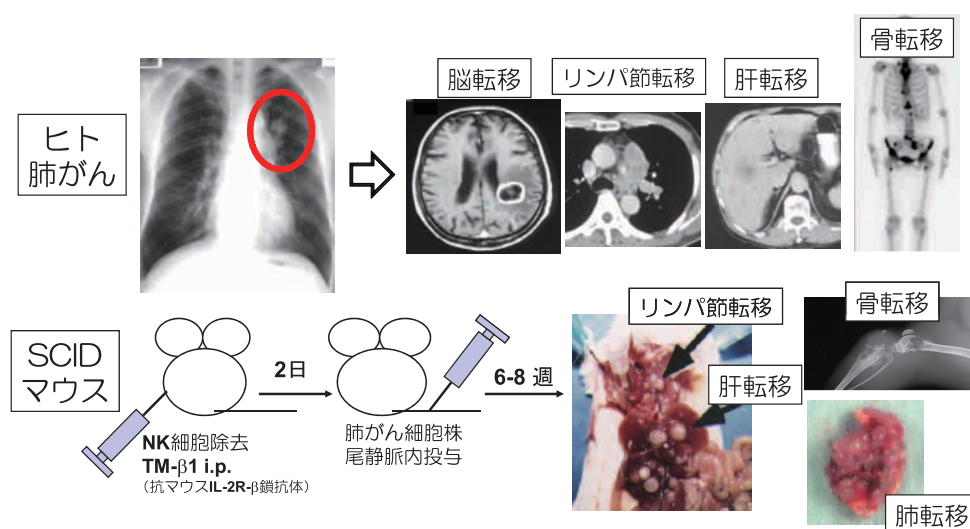 ヒト
肺がん
脳転移
リンパ節転移
肝転移
骨転移
SCID
マウス
2日
6-8 週
NK細胞除去
TM-β1 i.p.
（抗マウスIL-2R-β鎖抗体）
肺がん細胞株
尾静脈内投与
リンパ節転移
肝転移
骨転移
肺転移